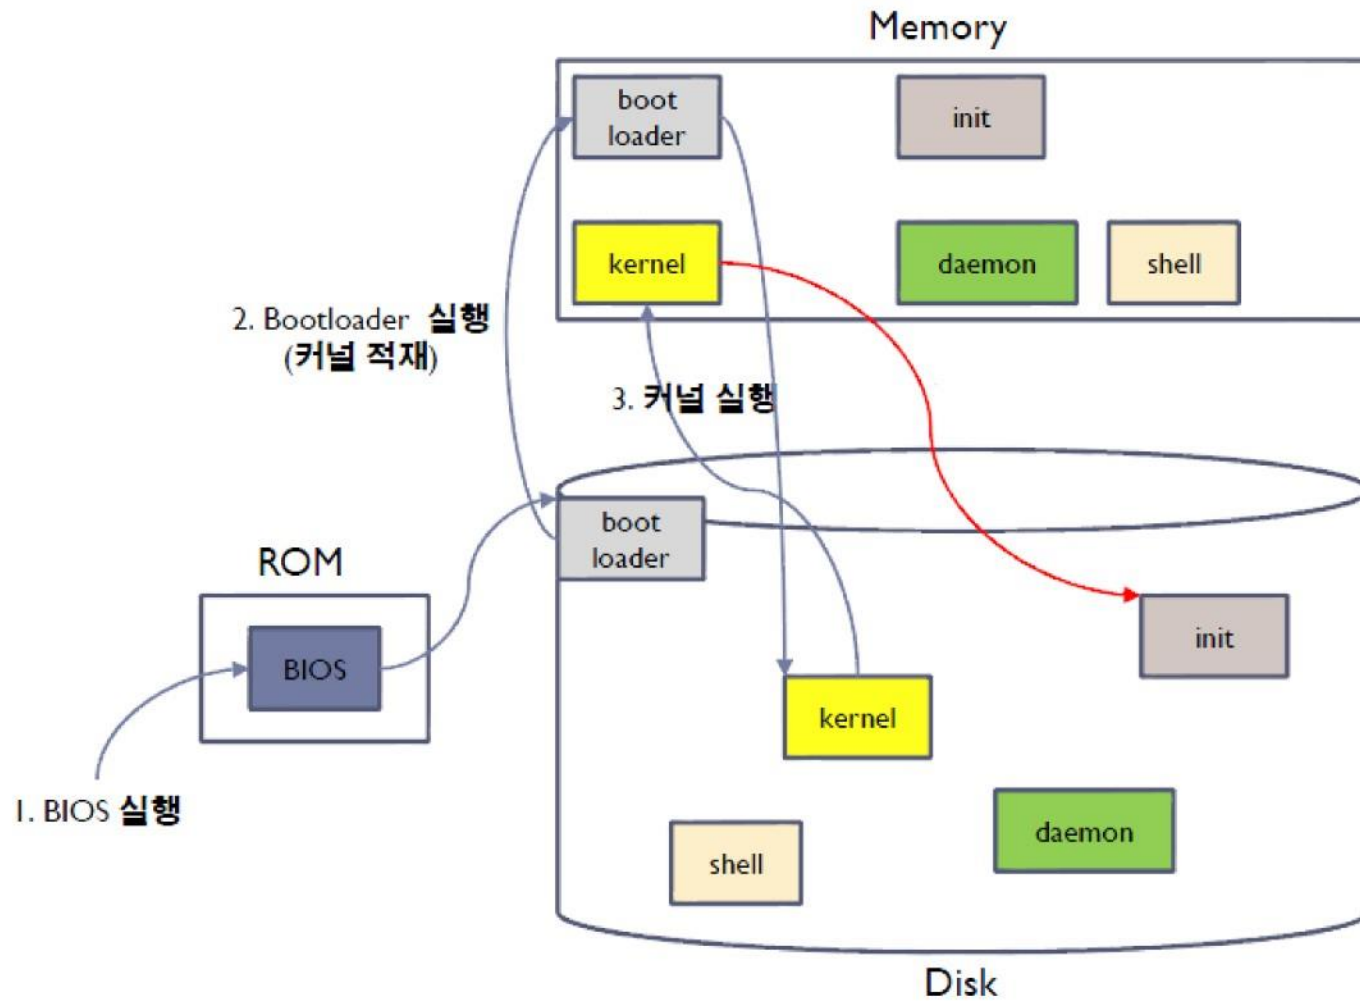 Memory
boot
loader
init
kernel
daemon
shell
2. Bootloader 실행
(커널 적재)
3. 커널 실행
boot
loader
ROM
BIOS
init
kernel
1. BIOS 실행
daemon
shell
Disk